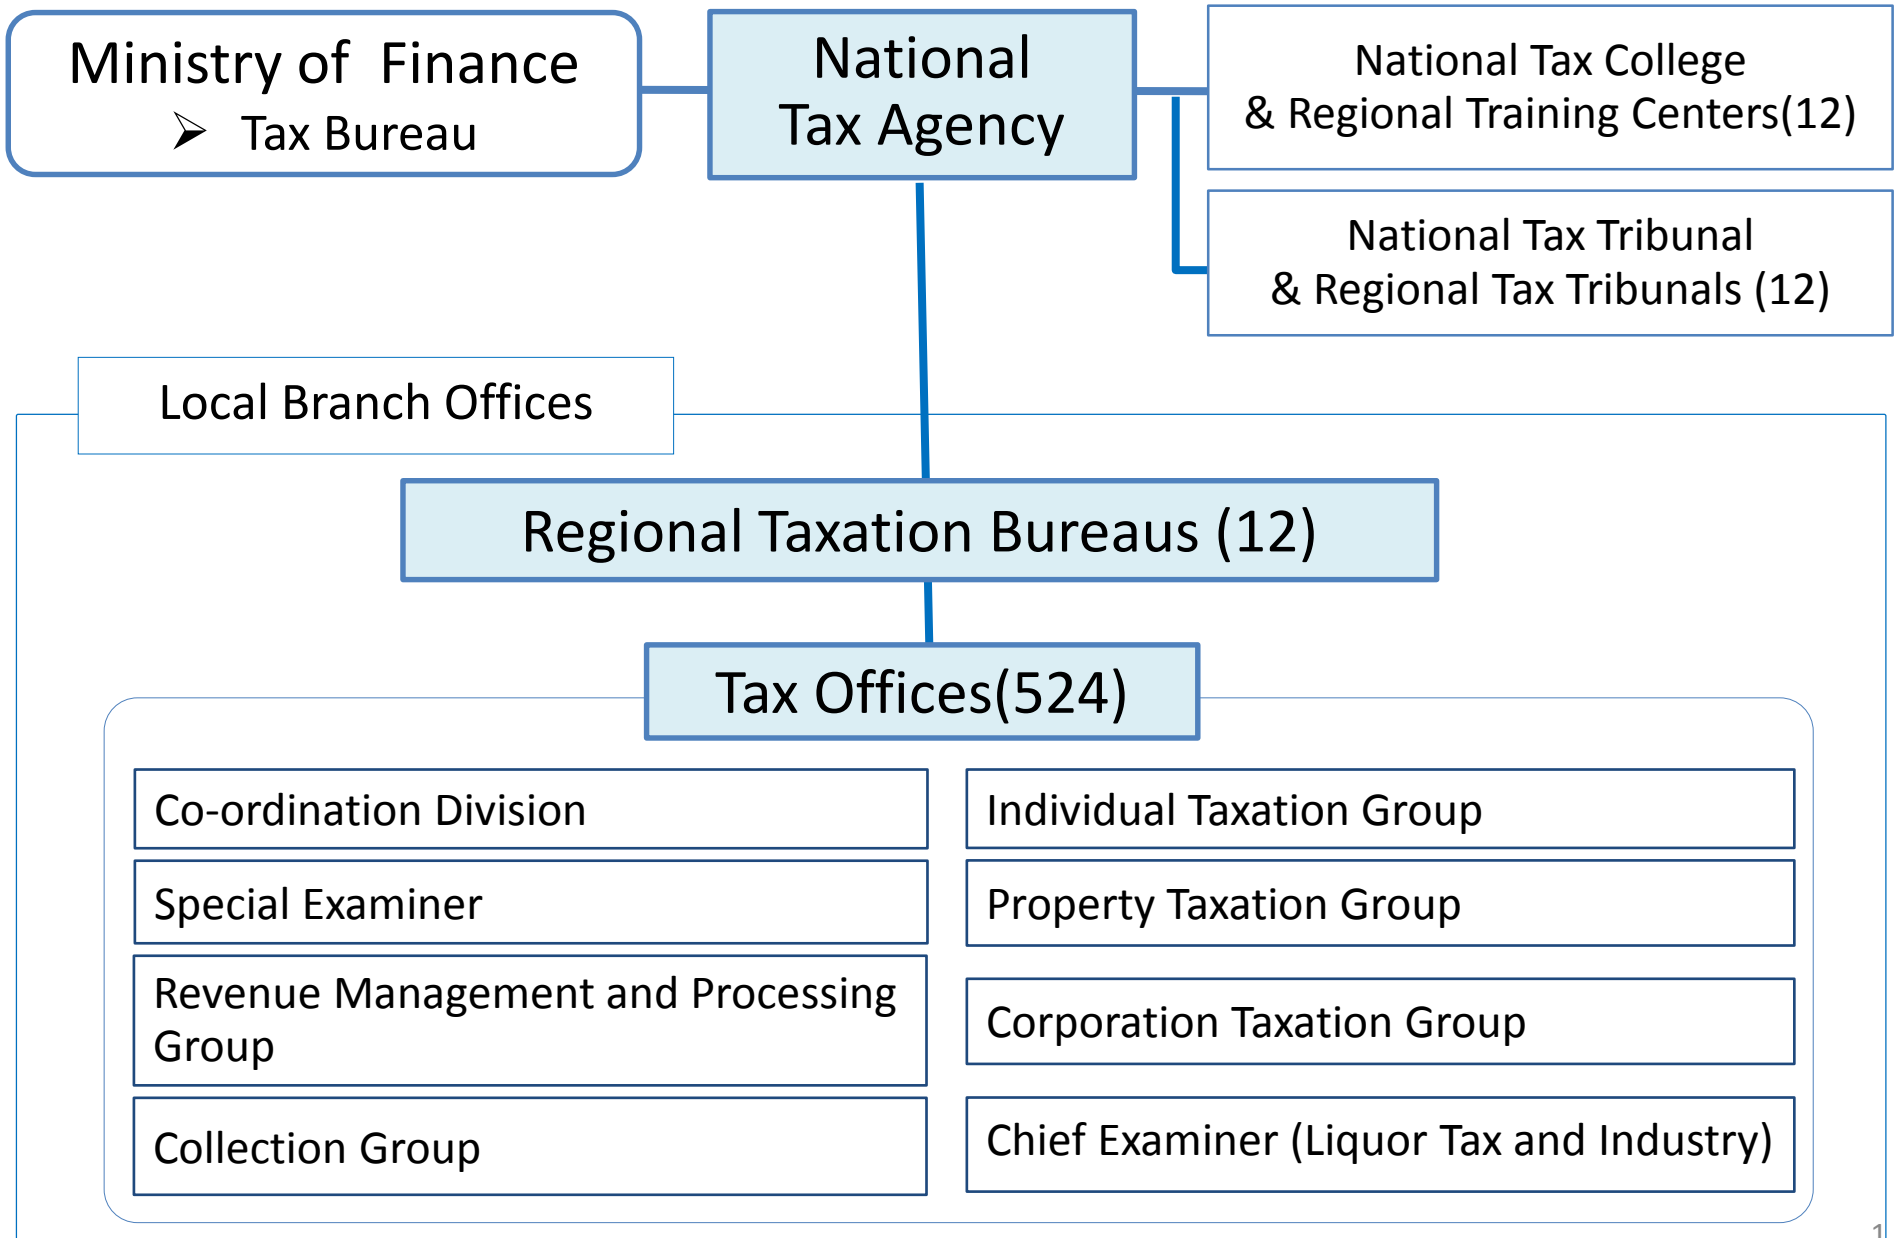 Ministry of  Finance
➢ Tax Bureau
National
Tax Agency
National Tax College
& Regional Training Centers(12)
National Tax Tribunal
& Regional Tax Tribunals (12)
Local Branch Offices
Regional Taxation Bureaus (12)
Tax Offices(524)
Co-ordination Division
Special Examiner
Revenue Management and Processing
Group
Collection Group
Individual Taxation Group
Property Taxation Group
Corporation Taxation Group
Chief Examiner (Liquor Tax and Industry)
1